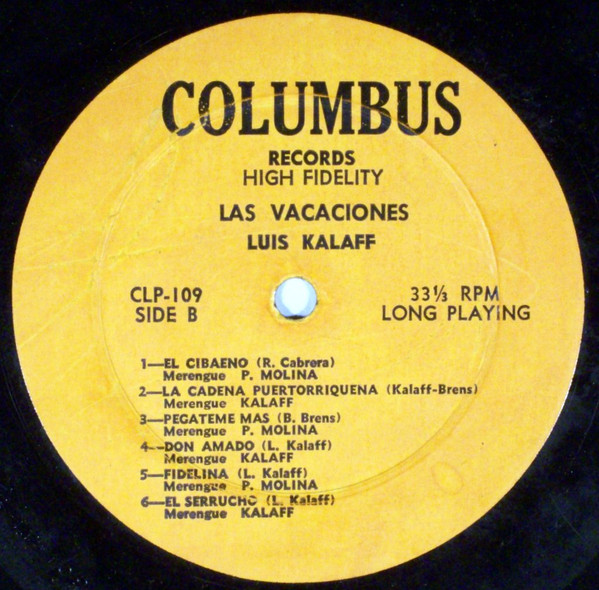 COLUMBUS
RECORDS
HIGH FIDELITY
LAS VACACIONES
LUIS KALAFF
CLP-109
SIDE B
33⅓ RPM
LONG PLAYING
1—EL CIBAENO (R. Cabrera)
Merengue P. MOLINA
2—LA CADENA PUERTORRIQUENA (Kalaff-Brens)
Merengue KALAFF
3—PEGATEME MAS (B. Brens)
Merengue P. MOLINA
4—DON AMADO (L. Kalaff)
Merengue KALAFF
5—FIDELINA (L. Kalaff)
Merengue P. MOLINA
6—EL SERRUCHO (L. Kalaff)
Merengue KALAFF